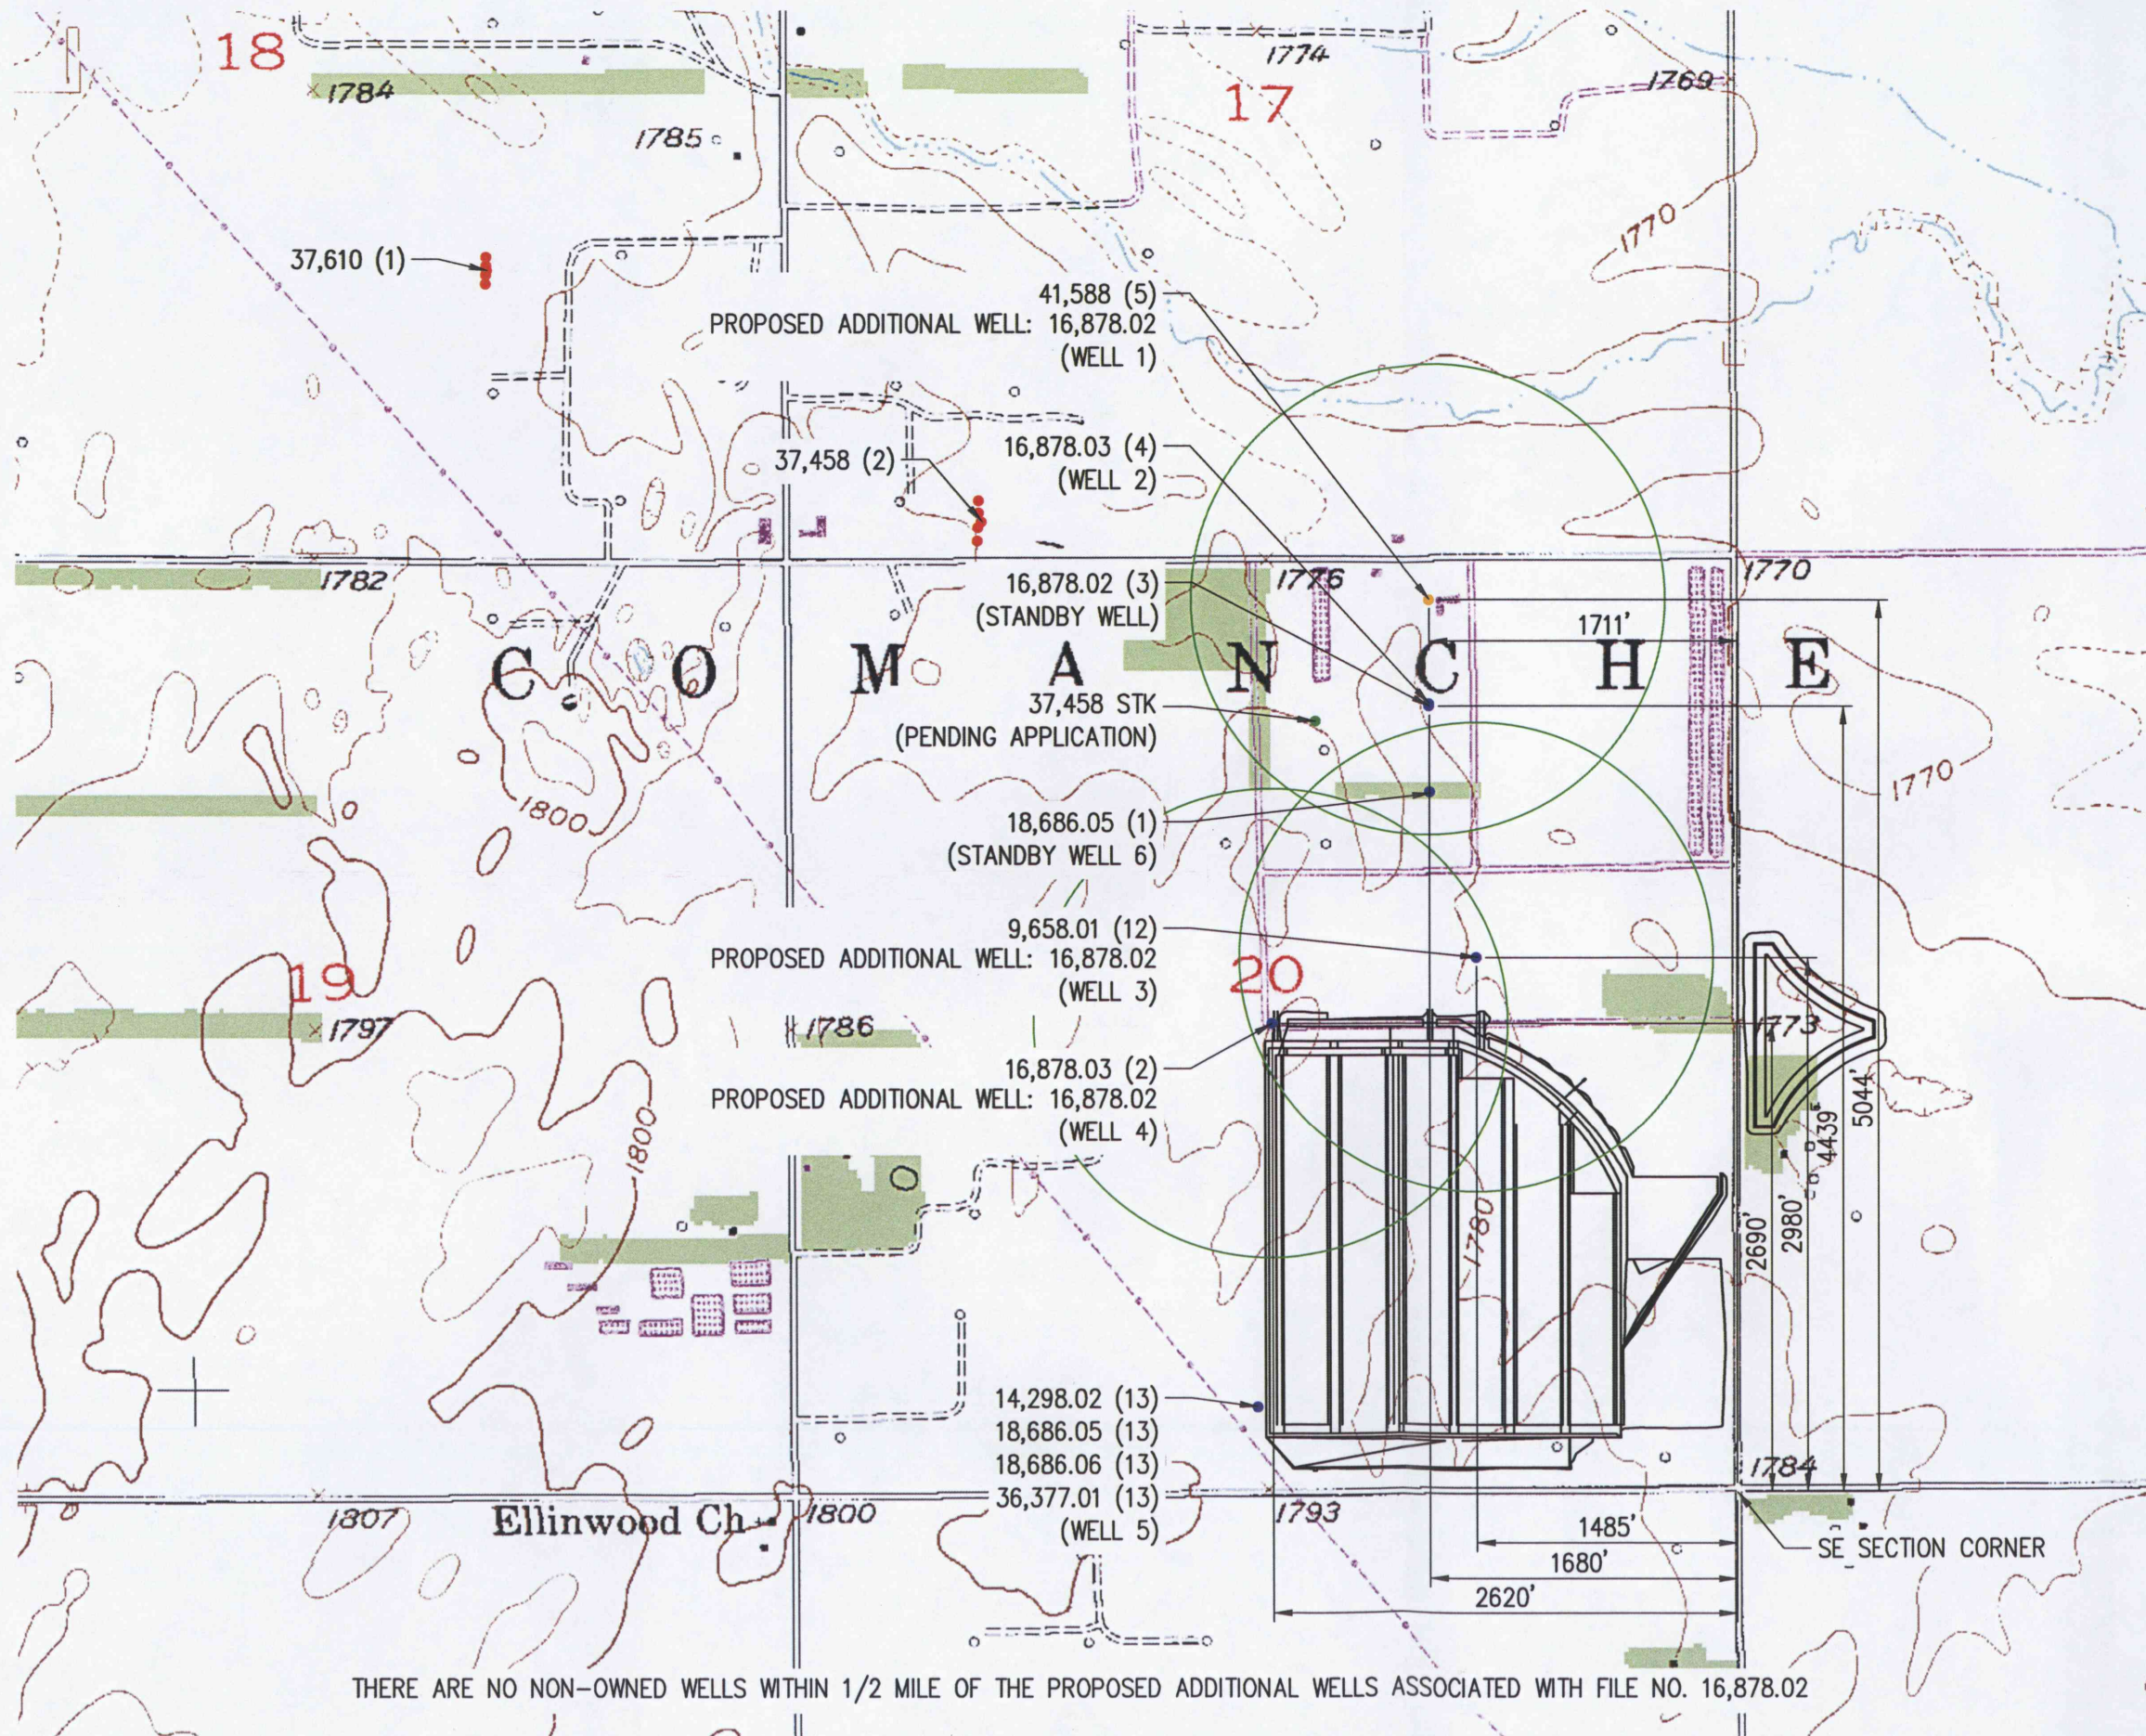 18
1784
1785
1774
17
1769
1770
37,610 (1)
41,588 (5)
PROPOSED ADDITIONAL WELL: 16,878.02
(WELL 1)
37,458 (2)
16,878.03 (4)
(WELL 2)
1782
1776
1770
16,878.02 (3)
(STANDBY WELL)
1711'
C O M A N C H E
37,458 STK
(PENDING APPLICATION)
1800
1770
18,686.05 (1)
(STANDBY WELL 6)
9,658.01 (12)
PROPOSED ADDITIONAL WELL: 16,878.02
(WELL 3)
19
20
1797
1786
1773
16,878.03 (2)
PROPOSED ADDITIONAL WELL: 16,878.02
(WELL 4)
1800
1780
2690'
2980'
4439'
5044'
14,298.02 (13)
18,686.05 (13)
18,686.06 (13)
36,377.01 (13)
(WELL 5)
1784
1807
Ellinwood Ch
1800
1793
1485'
SE SECTION CORNER
1680'
2620'
THERE ARE NO NON-OWNED WELLS WITHIN 1/2 MILE OF THE PROPOSED ADDITIONAL WELLS ASSOCIATED WITH FILE NO. 16,878.02